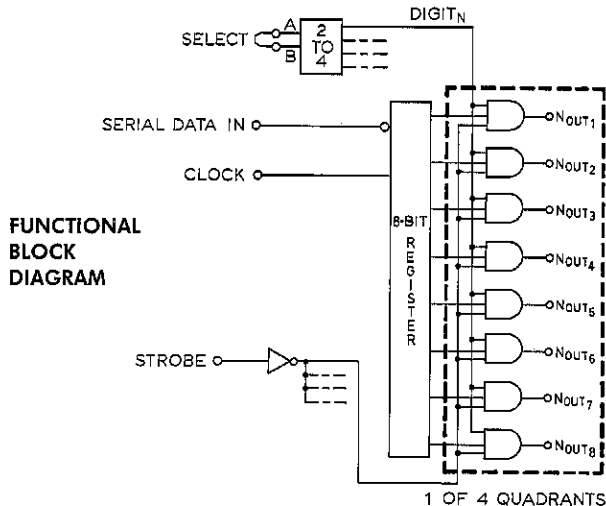 DIGITN
SELECT
A
B
2
TO
4
SERIAL DATA IN
CLOCK
FUNCTIONAL
BLOCK
DIAGRAM
8-BIT
REGISTER
STROBE
NOUT1
NOUT2
NOUT3
NOUT4
NOUT5
NOUT6
NOUT7
NOUT8
1 OF 4 QUADRANTS